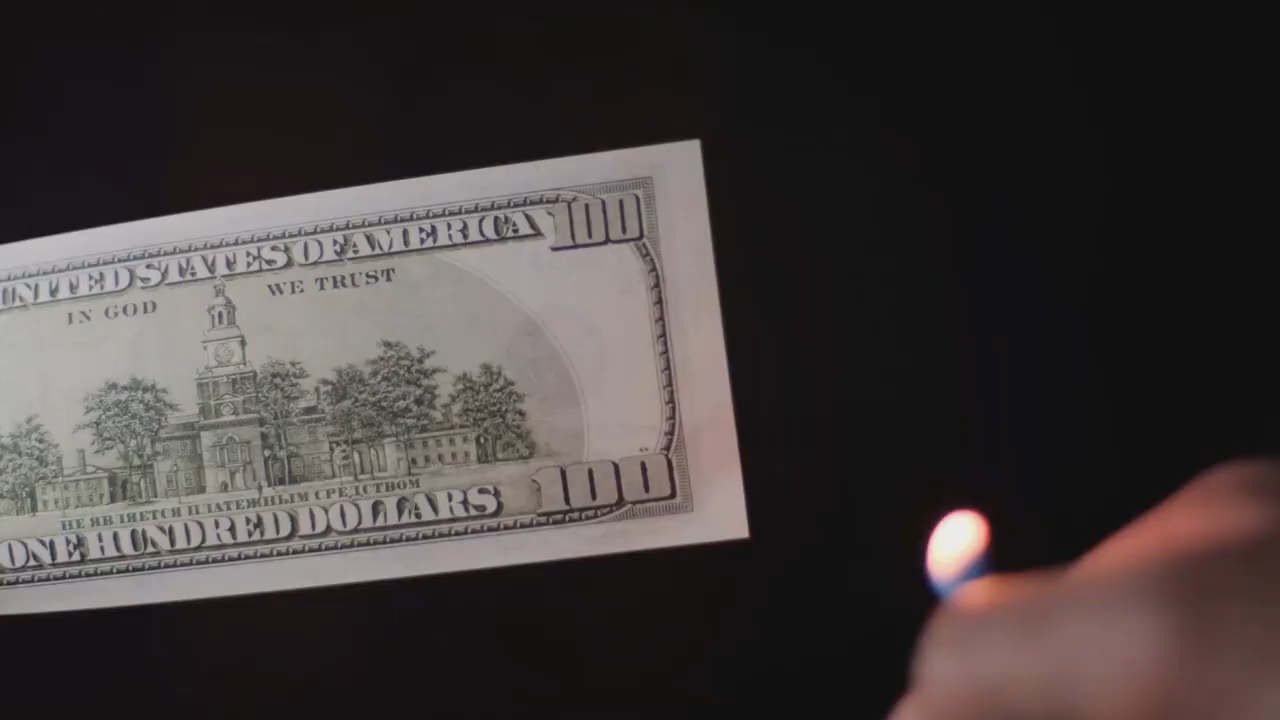 UNITED STATES OF AMERICA 100
IN GOD WE TRUST
НЕ ЯВЛЯЕТСЯ ПЛАТЕЖНЫМ СРЕДСТВОМ
ONE HUNDRED DOLLARS 100